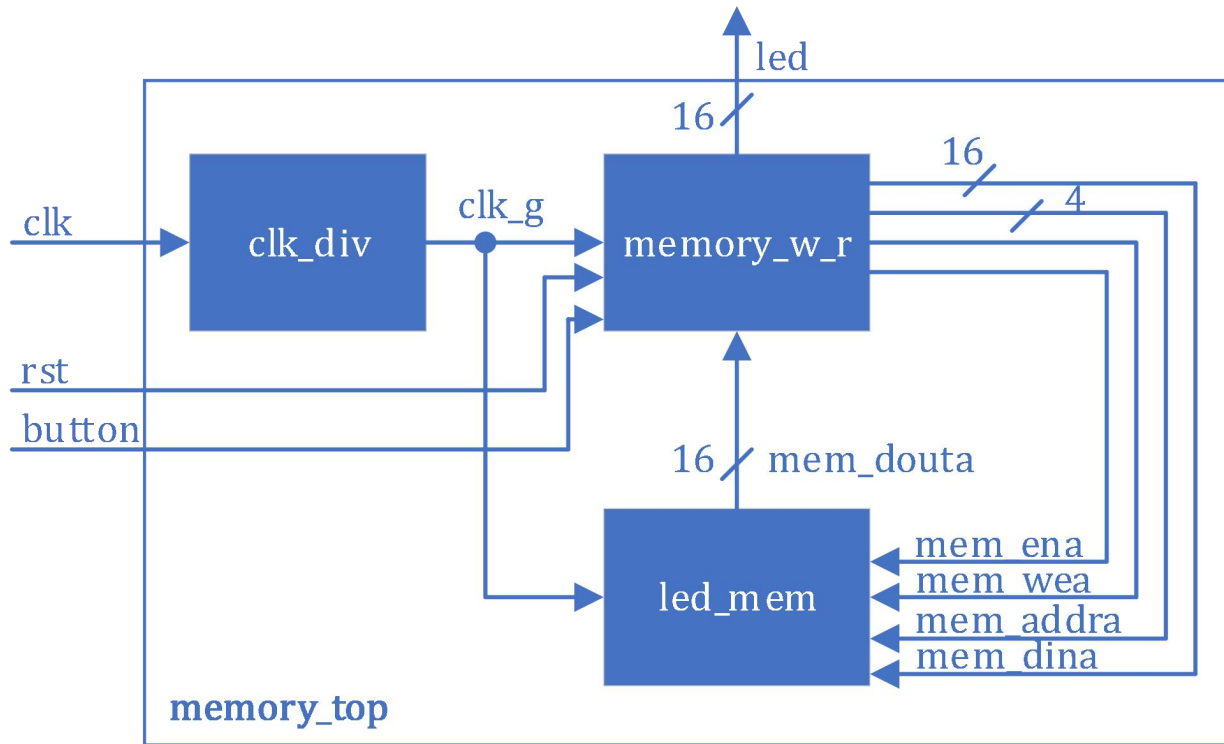 led
16
16
4
clk
clk_div
clk_g
memory_w_r
rst
button
16
mem_douta
mem_ena
mem_wea
mem_addra
mem_dina
led_mem
memory_top